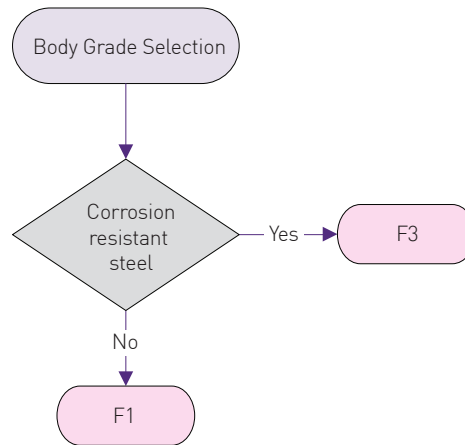 Body Grade Selection
Corrosion
resistant
steel
Yes
F3
No
F1